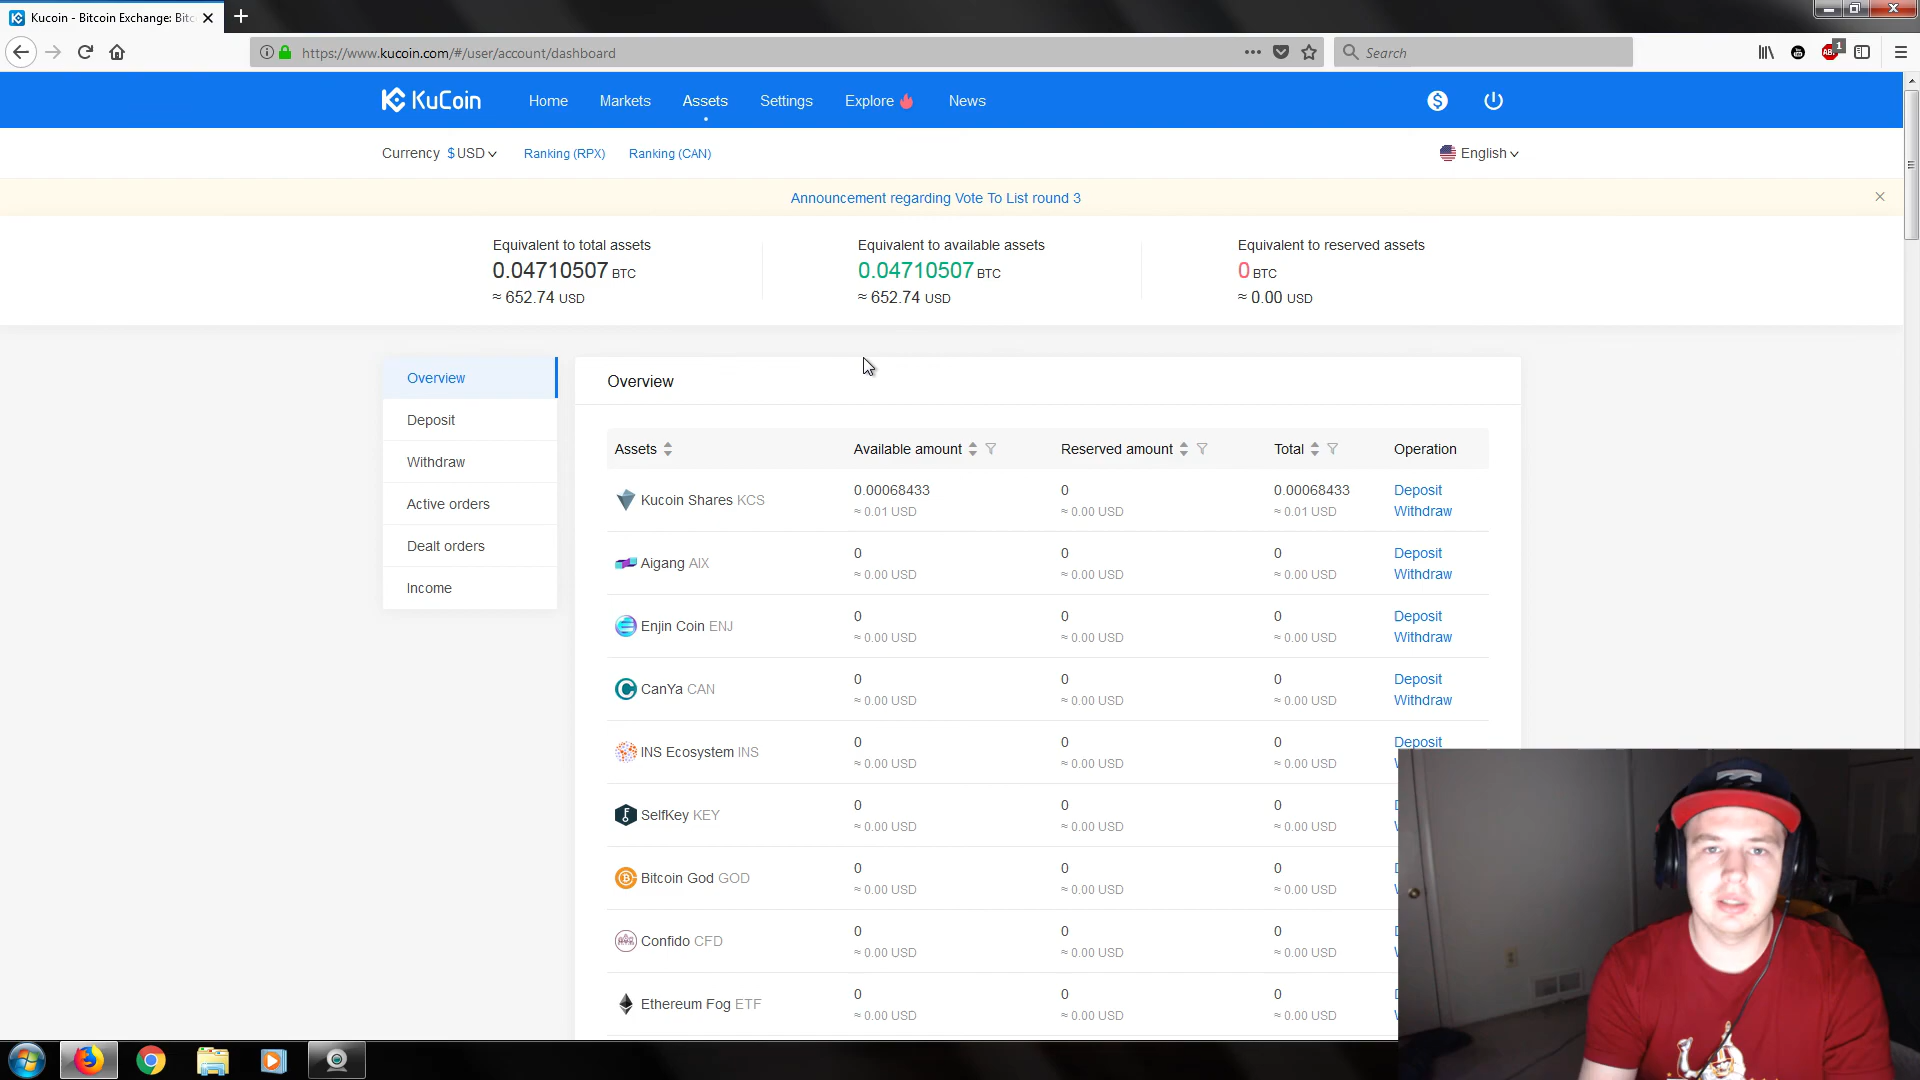 Kucoin - Bitcoin Exchange: Bitc
https://www.kucoin.com/#/user/account/dashboard
Search
1
KuCoin
Home
Markets
Assets
Settings
Explore
News
Currency $ USD
Ranking (RPX)
Ranking (CAN)
English
Announcement regarding Vote To List round 3
Equivalent to total assets
0.04710507 BTC
≈ 652.74 USD
Equivalent to available assets
0.04710507 BTC
≈ 652.74 USD
Equivalent to reserved assets
0 BTC
≈ 0.00 USD
Overview
Deposit
Withdraw
Active orders
Dealt orders
Income
Overview
Assets Available amount Reserved amount Total Operation
Kucoin Shares KCS
0.00068433 0 0.00068433 Deposit
≈ 0.01 USD ≈ 0.00 USD ≈ 0.01 USD Withdraw
Aigang AIX
0 0 0 Deposit
≈ 0.00 USD ≈ 0.00 USD ≈ 0.00 USD Withdraw
Enjin Coin ENJ
0 0 0 Deposit
≈ 0.00 USD ≈ 0.00 USD ≈ 0.00 USD Withdraw
CanYa CAN
0 0 0 Deposit
≈ 0.00 USD ≈ 0.00 USD ≈ 0.00 USD Withdraw
INS Ecosystem INS
0 0 0 Deposit
≈ 0.00 USD ≈ 0.00 USD ≈ 0.00 USD
SelfKey KEY
0 0 0
≈ 0.00 USD ≈ 0.00 USD ≈ 0.00 USD
Bitcoin God GOD
0 0 0
≈ 0.00 USD ≈ 0.00 USD ≈ 0.00 USD
Confido CFD
0 0 0
≈ 0.00 USD ≈ 0.00 USD ≈ 0.00 USD
Ethereum Fog ETF
0 0 0
≈ 0.00 USD ≈ 0.00 USD ≈ 0.00 USD